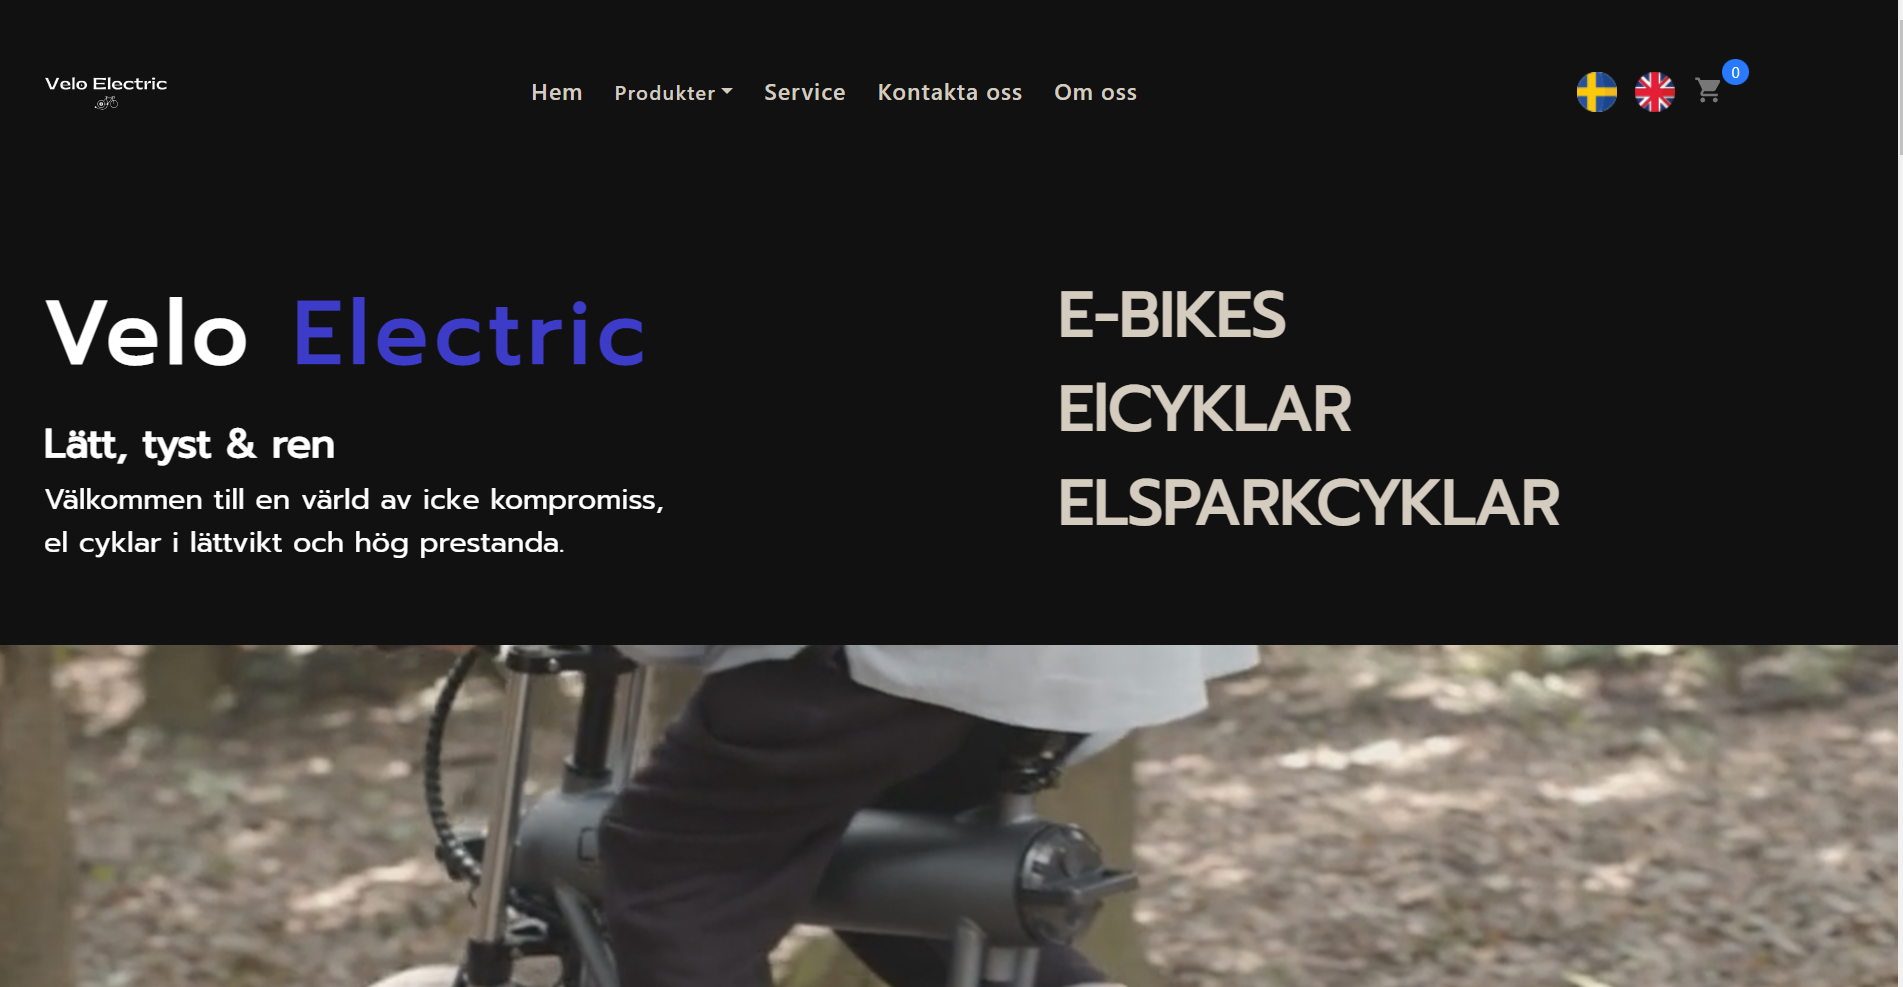 Velo Electric
Hem Produkter Service Kontakta oss Om oss
0
Velo Electric
Lätt, tyst & ren
Välkommen till en värld av icke kompromiss,
el cyklar i lättvikt och hög prestanda.
E-BIKES
ElCYKLAR
ELSPARKCYKLAR